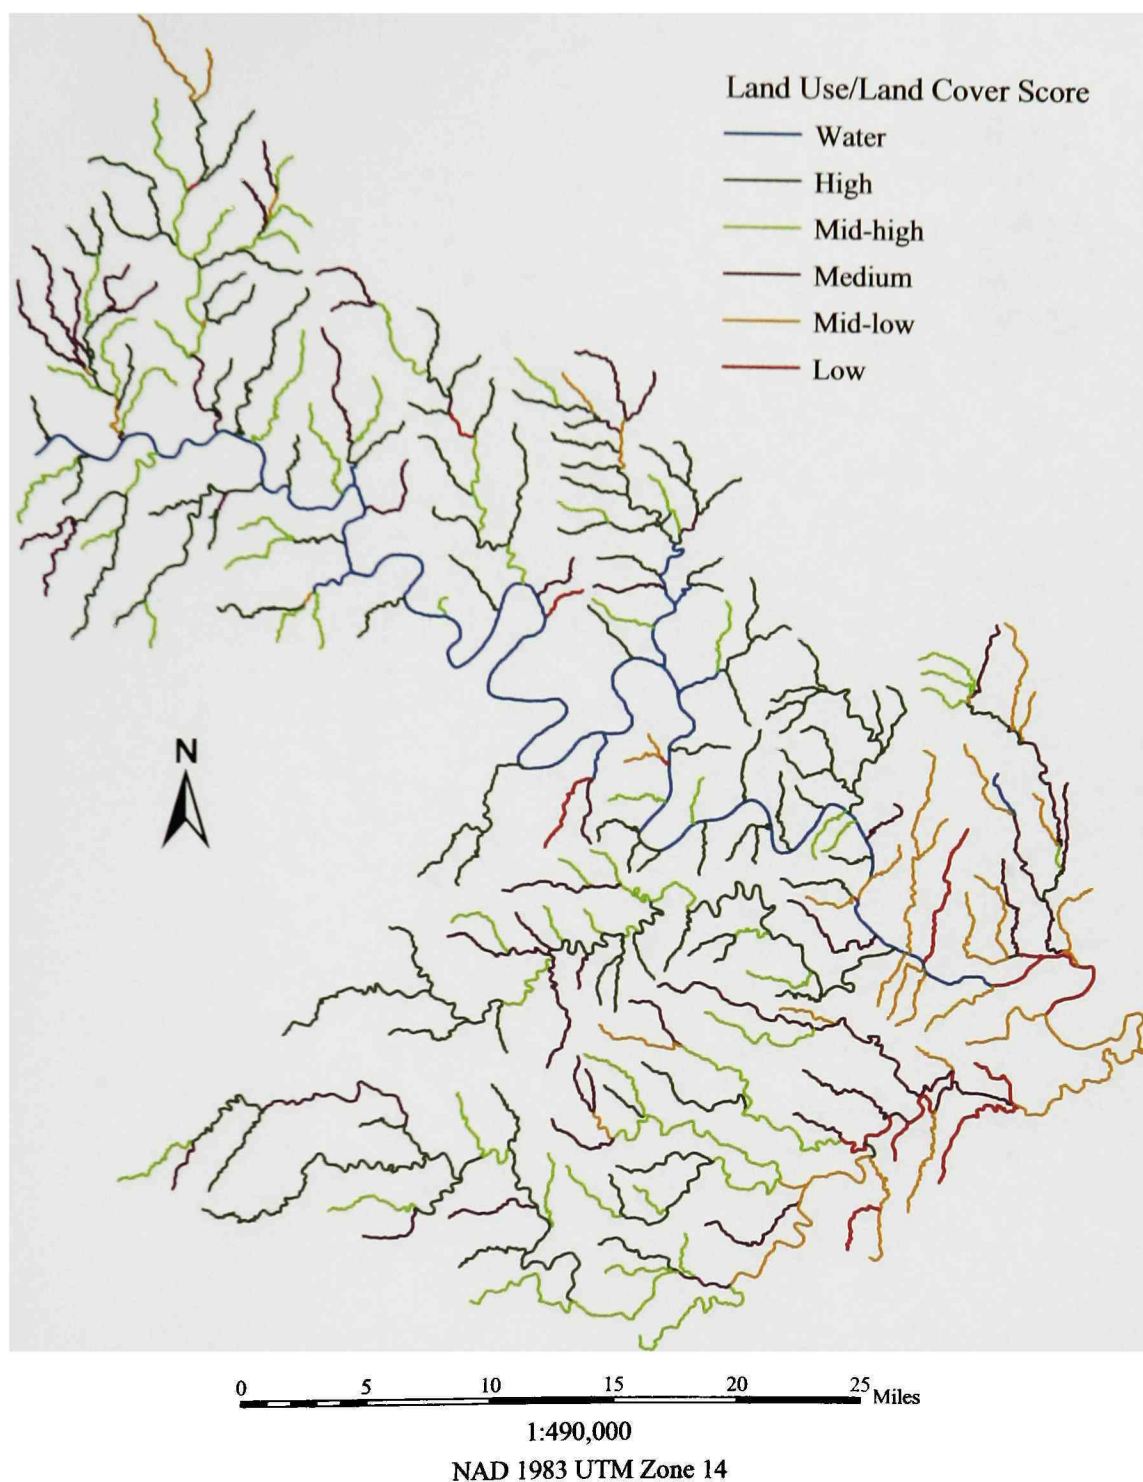 Land Use/Land Cover Score
Water
High
Mid-high
Medium
Mid-low
Low
N
0 5 10 15 20 25 Miles
1:490,000
NAD 1983 UTM Zone 14